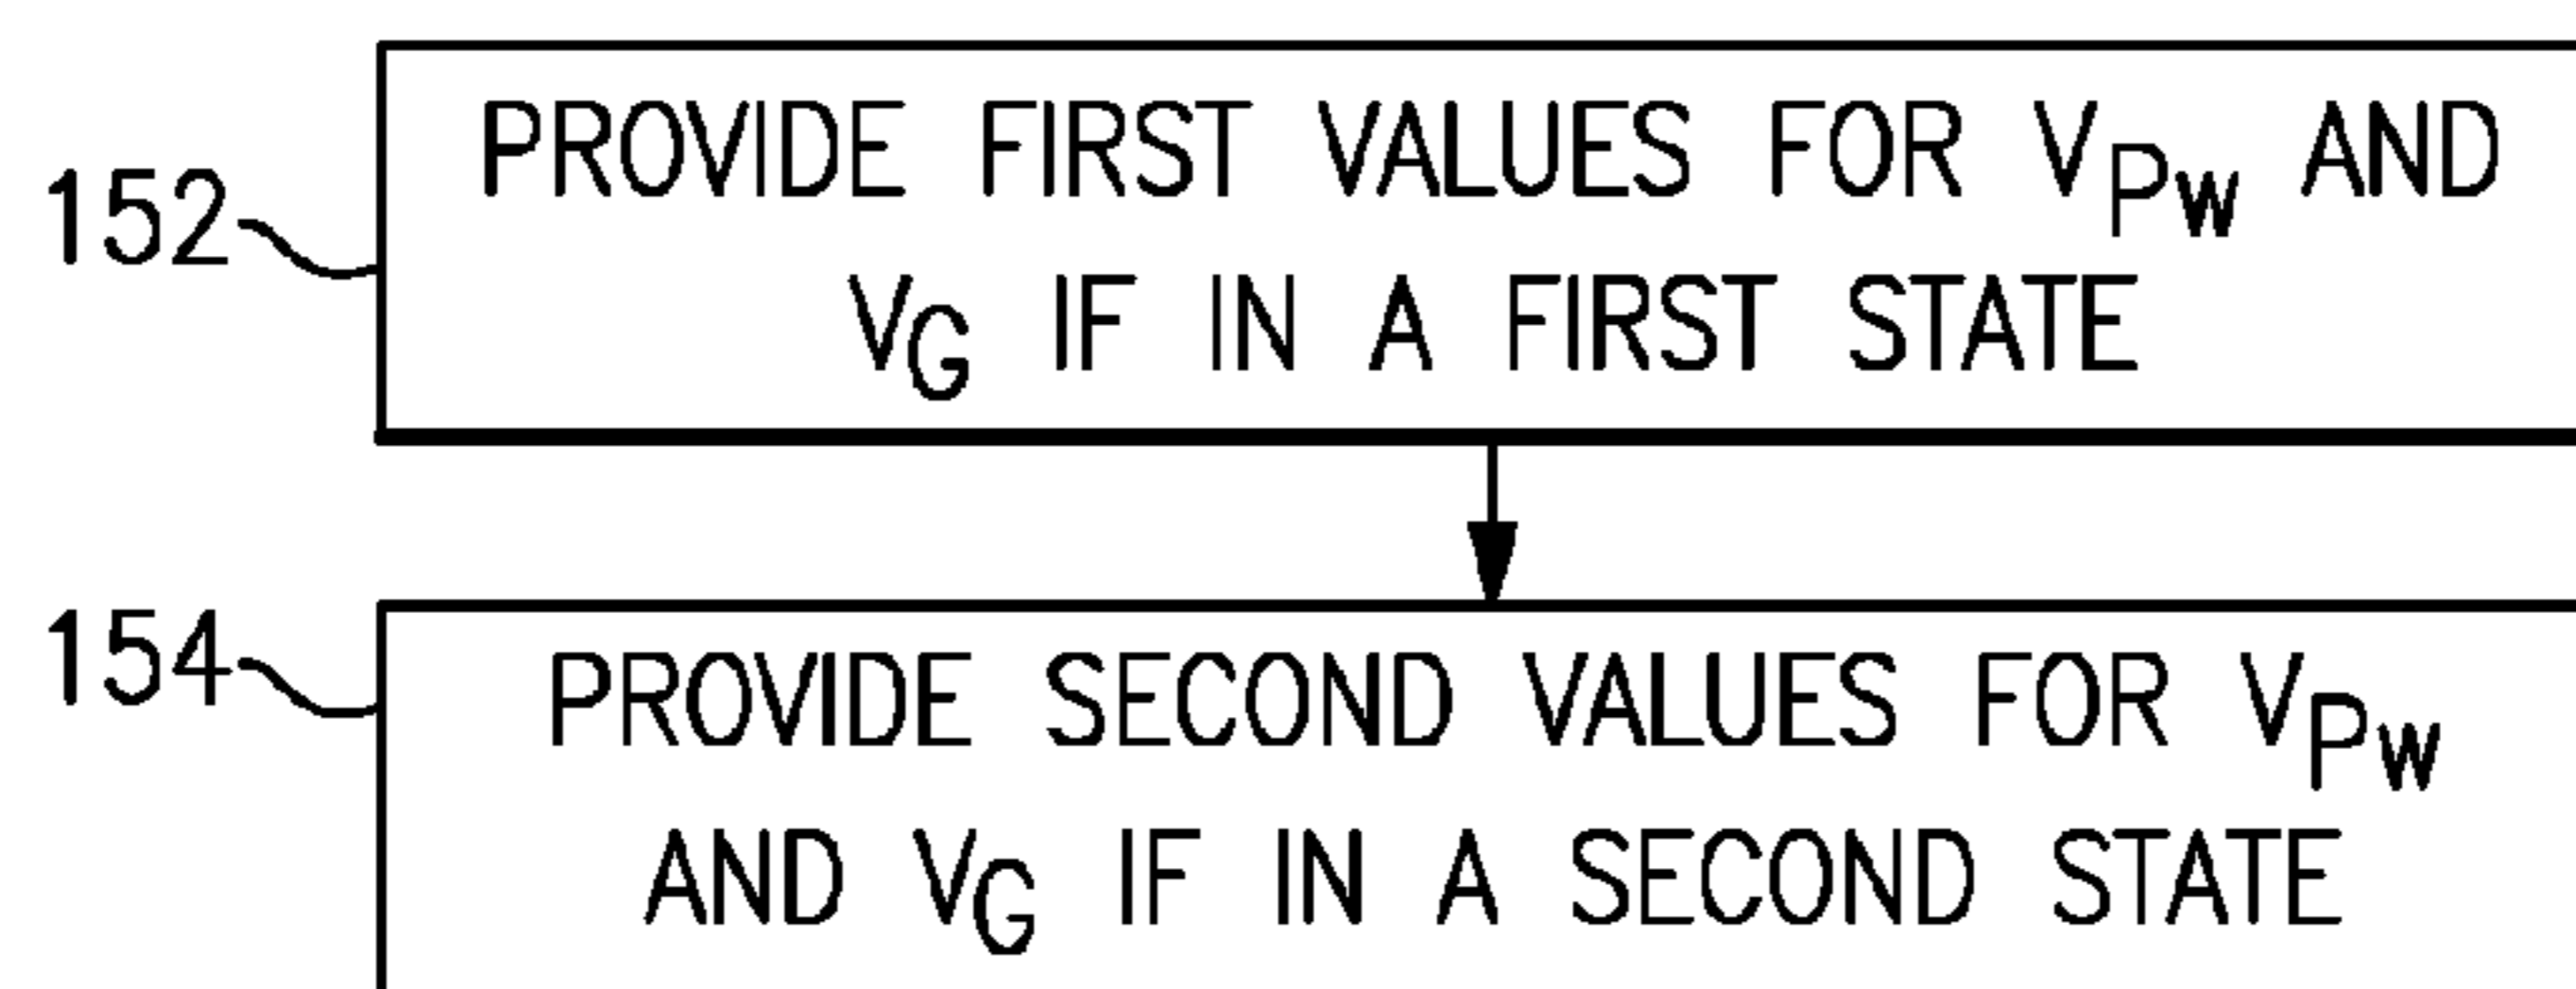 152
PROVIDE FIRST VALUES FOR VPW AND
VG IF IN A FIRST STATE
154
PROVIDE SECOND VALUES FOR VPW
AND VG IF IN A SECOND STATE